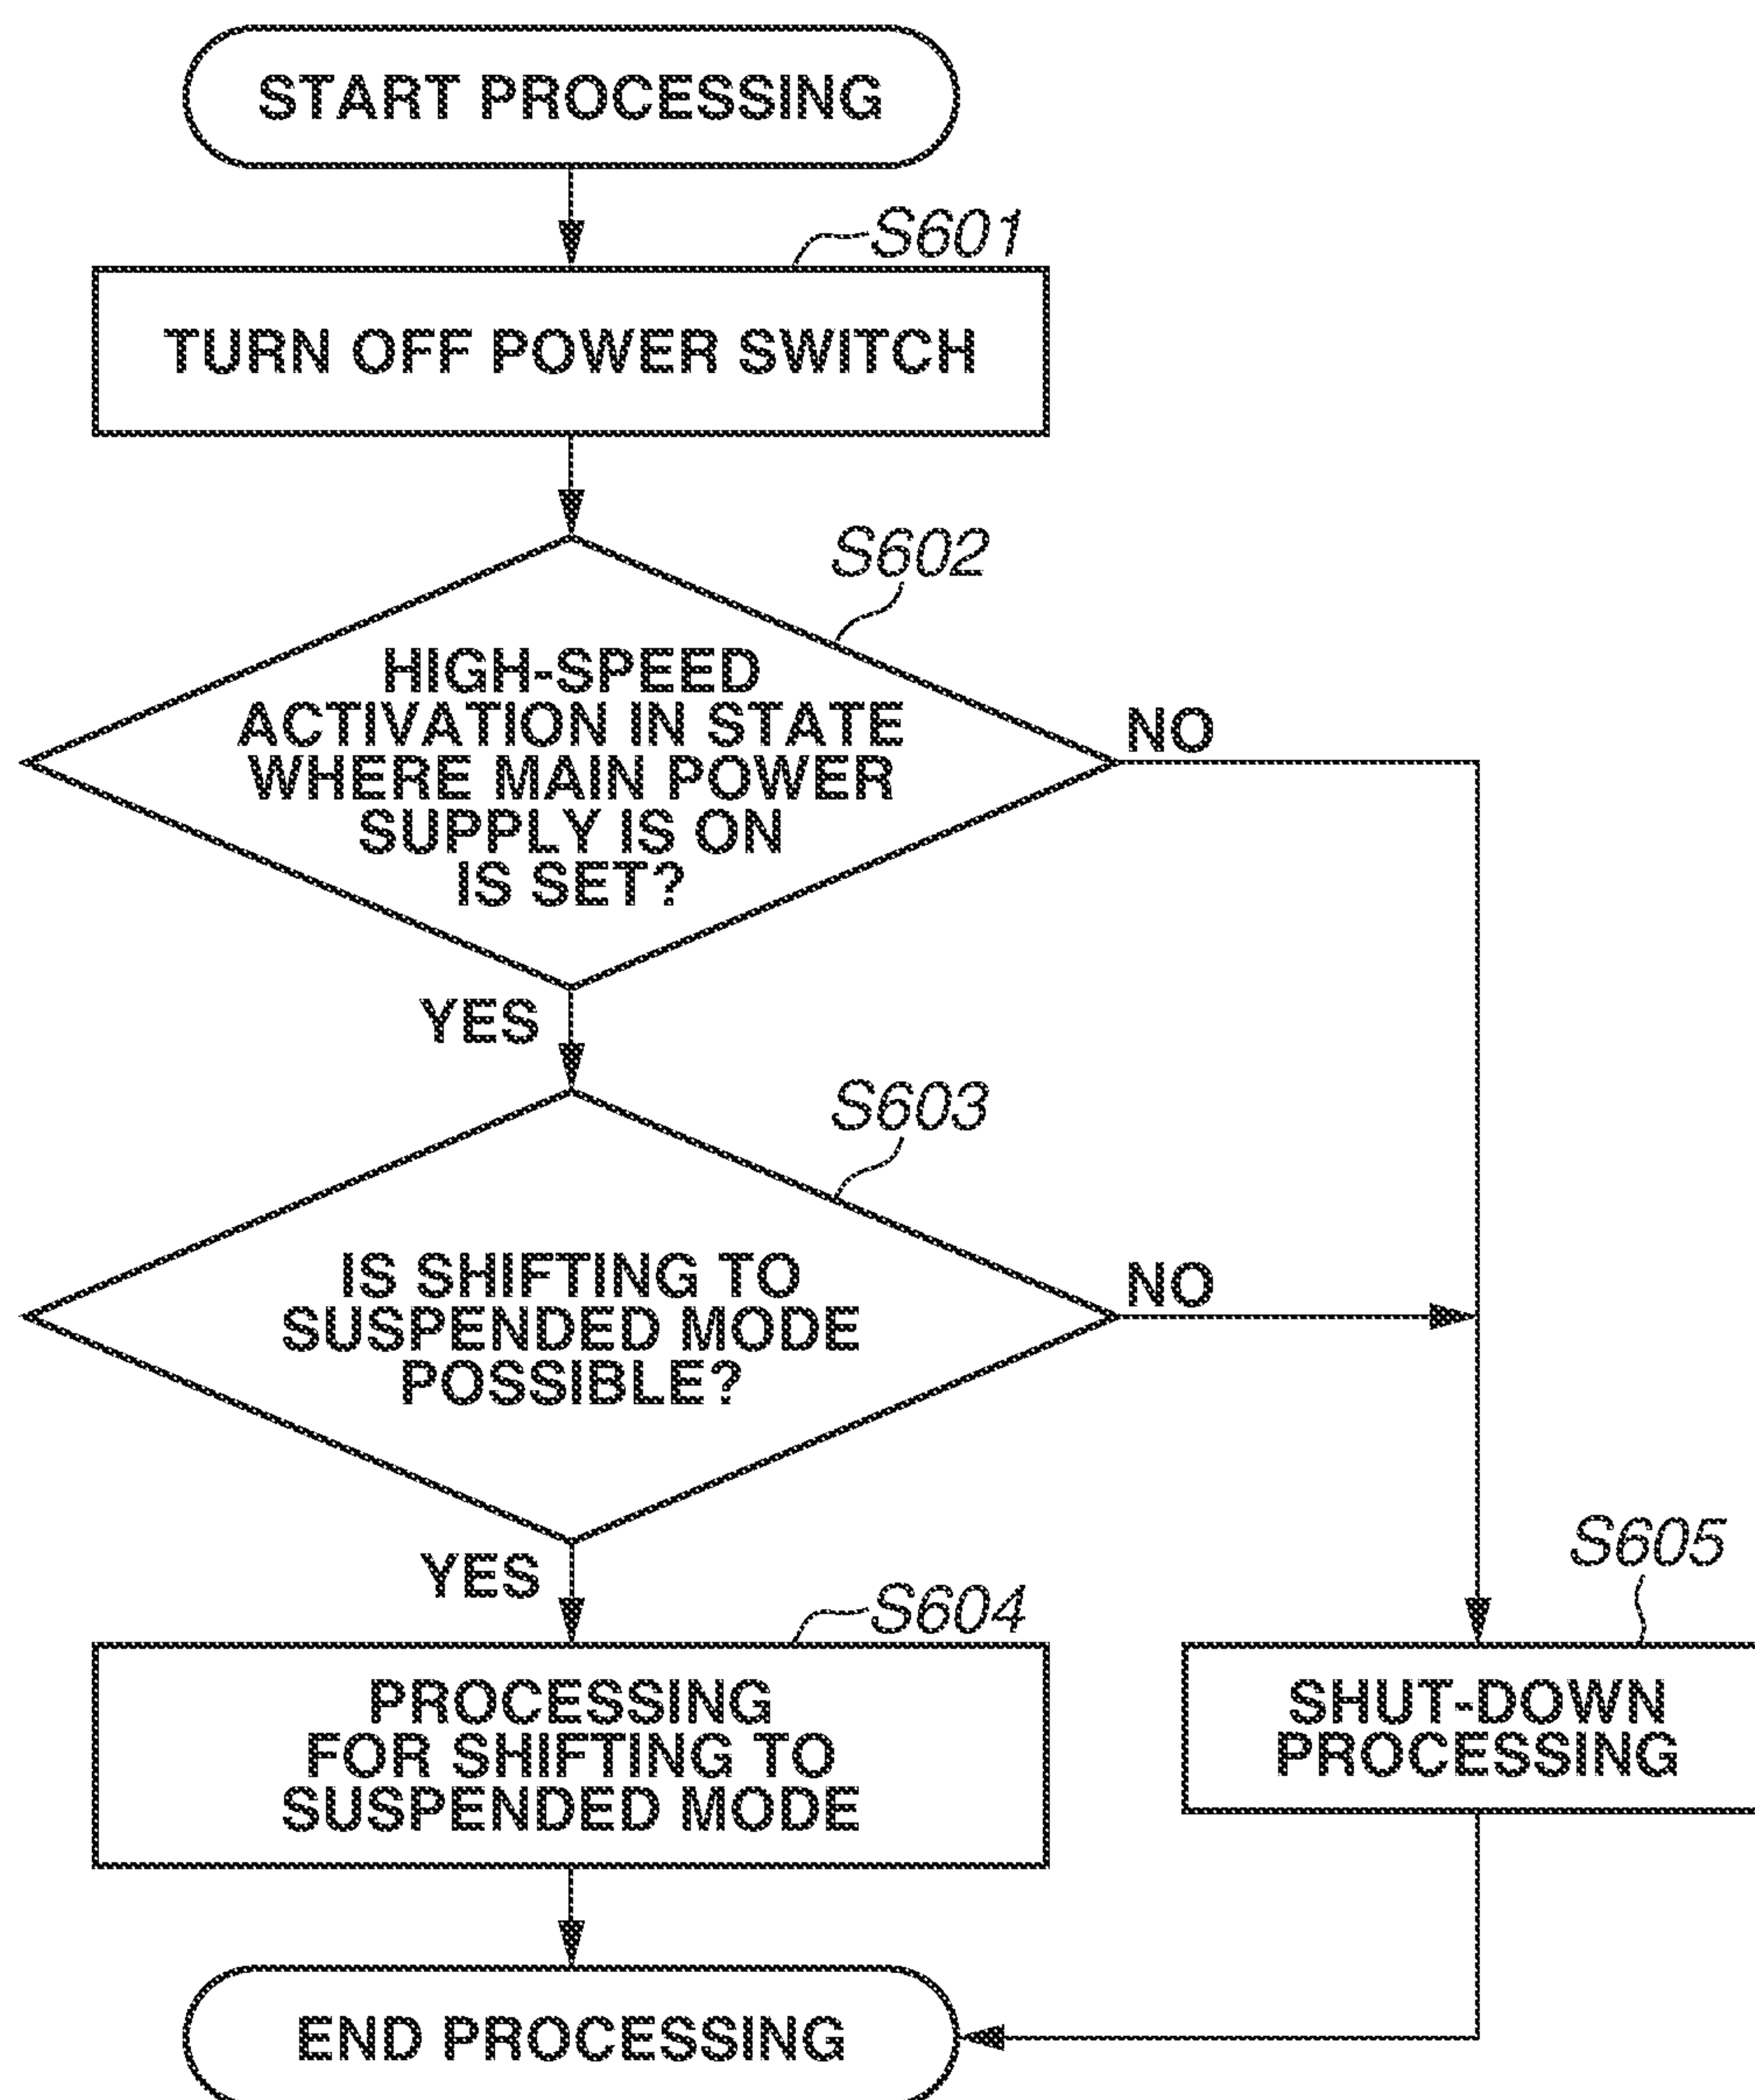 START PROCESSING
S601
TURN OFF POWER SWITCH
S602
HIGH-SPEED
ACTIVATION IN STATE
WHERE MAIN POWER
SUPPLY IS ON
IS SET?
NO
YES
S603
IS SHIFTING TO
SUSPENDED MODE
POSSIBLE?
NO
YES
S604
PROCESSING
FOR SHIFTING TO
SUSPENDED MODE
S605
SHUT-DOWN
PROCESSING
END PROCESSING